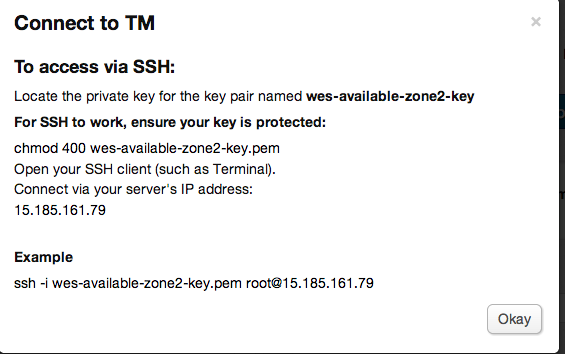 Connect to TM
×
To access via SSH:
Locate the private key for the key pair named wes-available-zone2-key
For SSH to work, ensure your key is protected:
chmod 400 wes-available-zone2-key.pem
Open your SSH client (such as Terminal).
Connect via your server's IP address:
15.185.161.79
Example
ssh -i wes-available-zone2-key.pem root@15.185.161.79
Okay